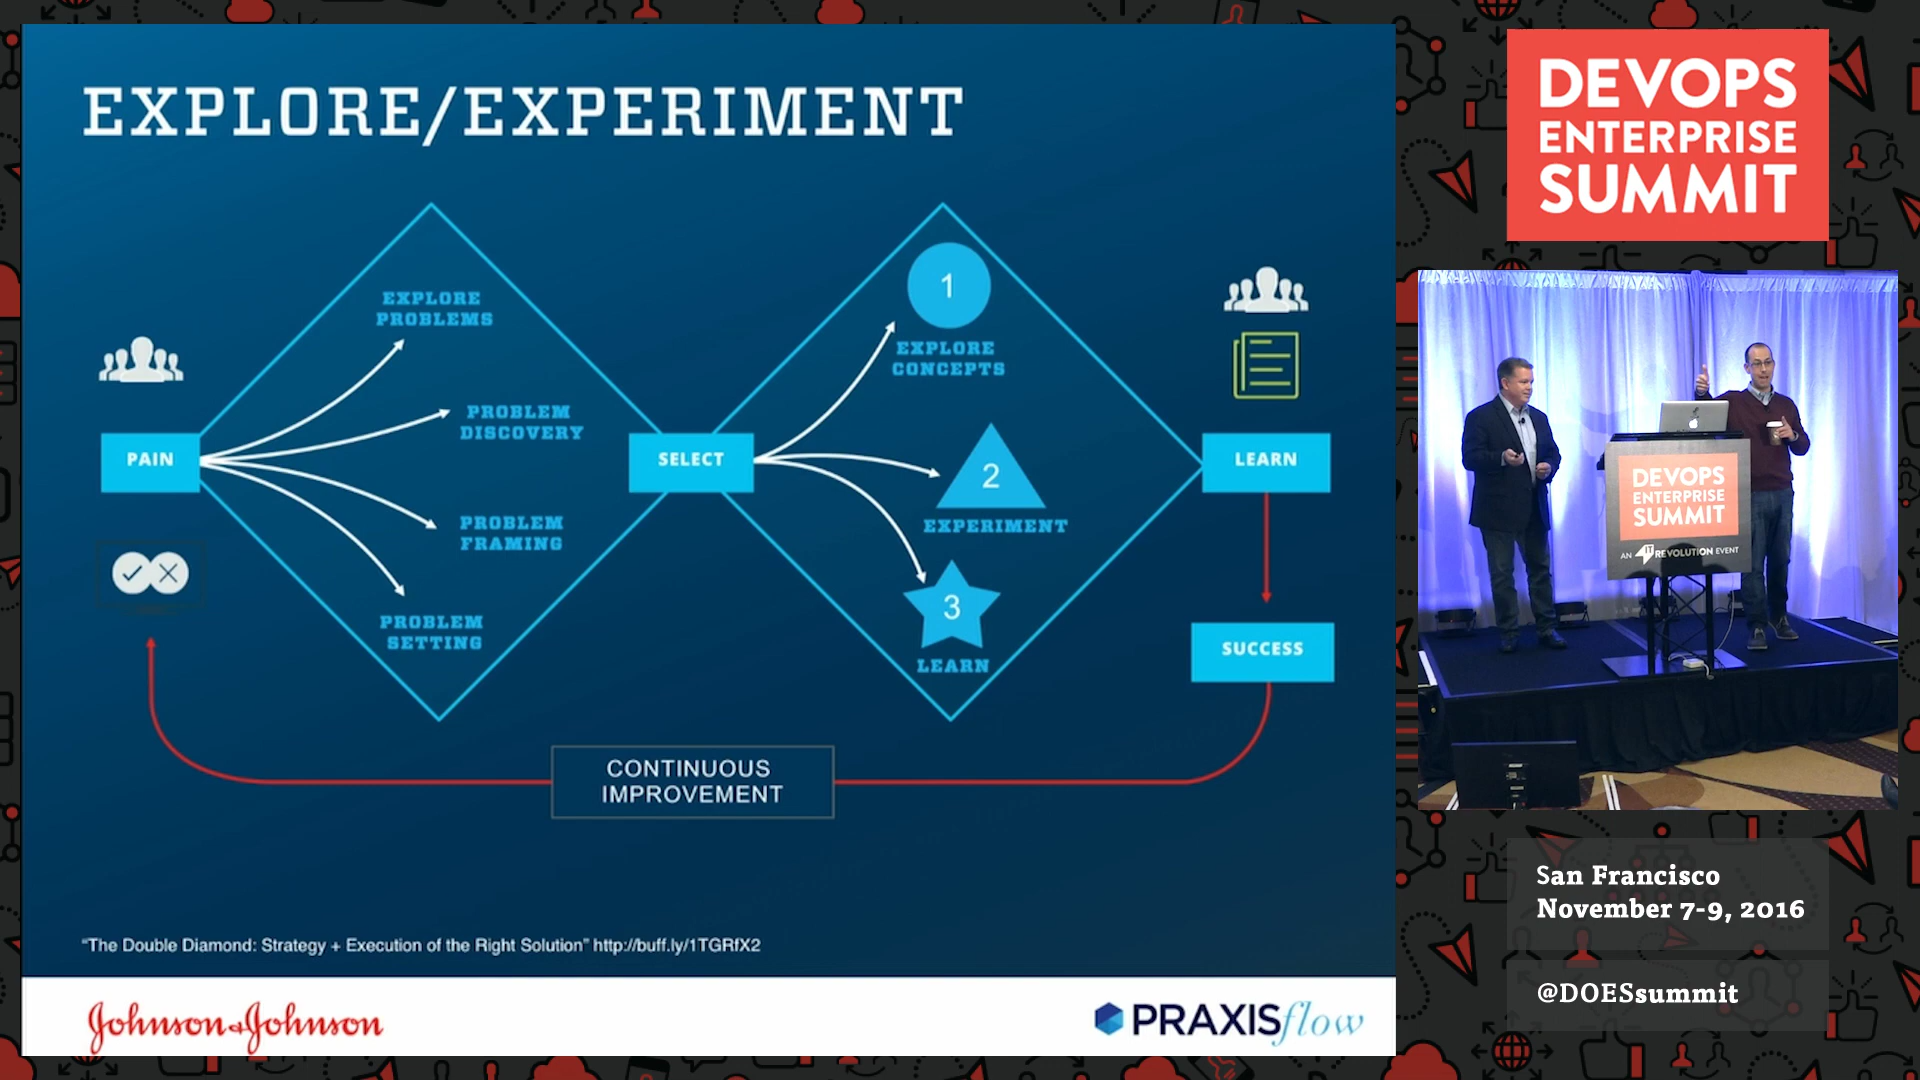 EXPLORE/EXPERIMENT
EXPLORE
PROBLEMS
PROBLEM
DISCOVERY
PROBLEM
FRAMING
PROBLEM
SETTING
PAIN
SELECT
1
EXPLORE
CONCEPTS
2
EXPERIMENT
3
LEARN
LEARN
SUCCESS
CONTINUOUS
IMPROVEMENT
“The Double Diamond: Strategy + Execution of the Right Solution” http://buff.ly/1TGRfX2
Johnson & Johnson
PRAXISflow
DEVOPS
ENTERPRISE
SUMMIT
DEVOPS
ENTERPRISE
SUMMIT
AN IT REVOLUTION EVENT
San Francisco
November 7-9, 2016
@DOESsummit